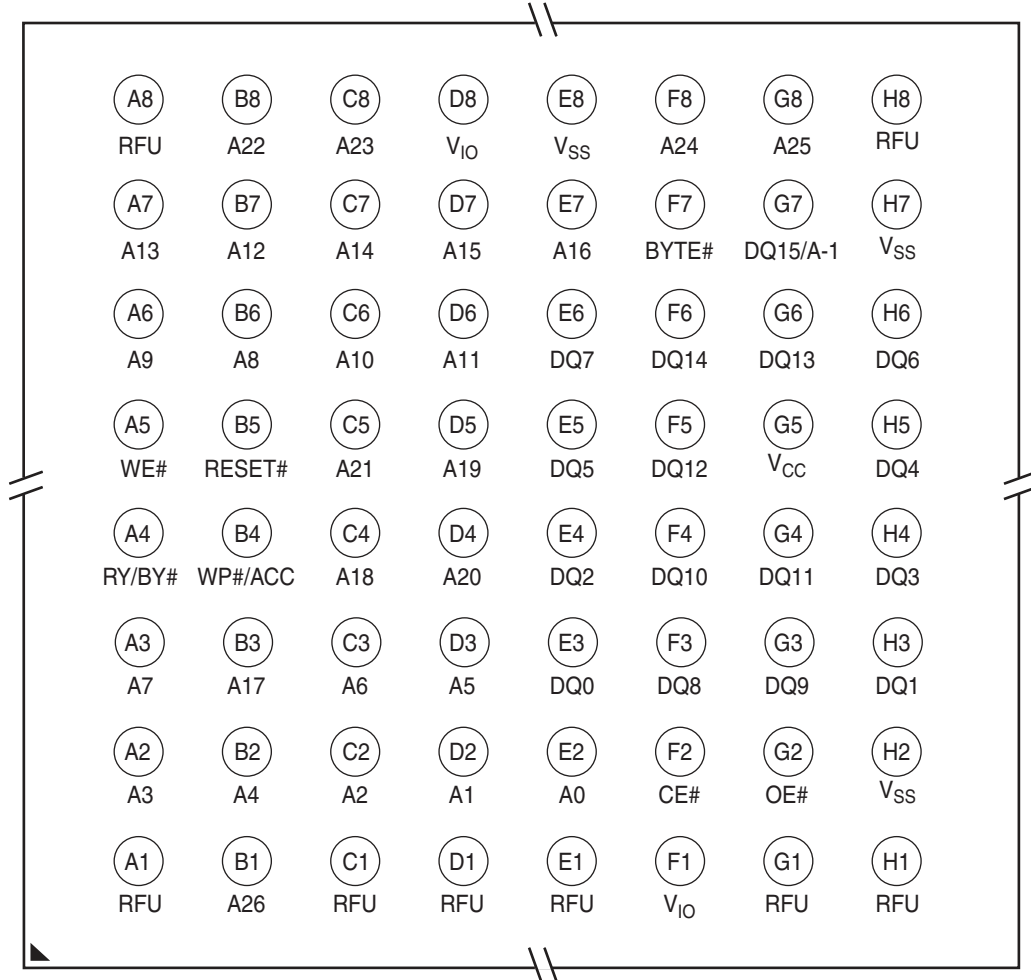 A8 B8 C8 D8 E8 F8 G8 H8
RFU A22 A23 VIO VSS A24 A25 RFU
A7 B7 C7 D7 E7 F7 G7 H7
A13 A12 A14 A15 A16 BYTE# DQ15/A-1 VSS
A6 B6 C6 D6 E6 F6 G6 H6
A9 A8 A10 A11 DQ7 DQ14 DQ13 DQ6
A5 B5 C5 D5 E5 F5 G5 H5
WE# RESET# A21 A19 DQ5 DQ12 VCC DQ4
A4 B4 C4 D4 E4 F4 G4 H4
RY/BY# WP#/ACC A18 A20 DQ2 DQ10 DQ11 DQ3
A3 B3 C3 D3 E3 F3 G3 H3
A7 A17 A6 A5 DQ0 DQ8 DQ9 DQ1
A2 B2 C2 D2 E2 F2 G2 H2
A3 A4 A2 A1 A0 CE# OE# VSS
A1 B1 C1 D1 E1 F1 G1 H1
RFU A26 RFU RFU RFU VIO RFU RFU